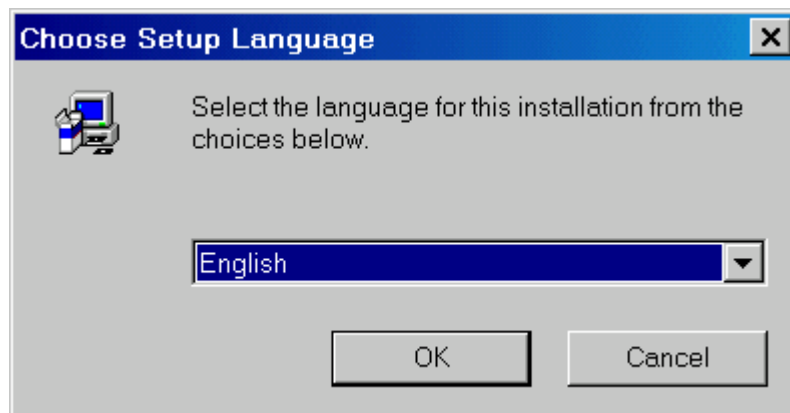 Choose Setup Language
Select the language for this installation from the
choices below.
English
OK
Cancel